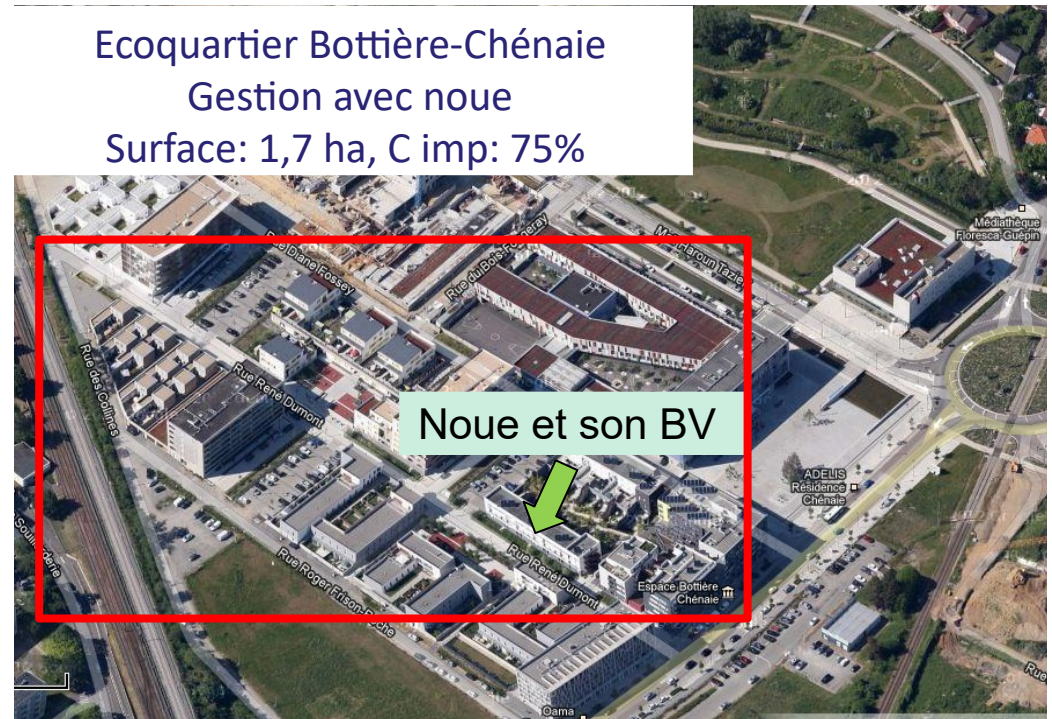 Ecoquartier Bottière-Chénaie
Gestion avec noue
Surface: 1,7 ha, C imp: 75%
Médiathèque
Floresca-Guépin
Rue Diane Fossey
Rue du Bois-Fourneray
Mail Haroun Tazieff
Rue des Collines
Rue René Dumont
Noue et son BV
ADELIS
Résidence
Chénaie
Rue René Dumont
Espace Bottière
Chénaie
Rue Roger Frison-Roche
Oama
Rue